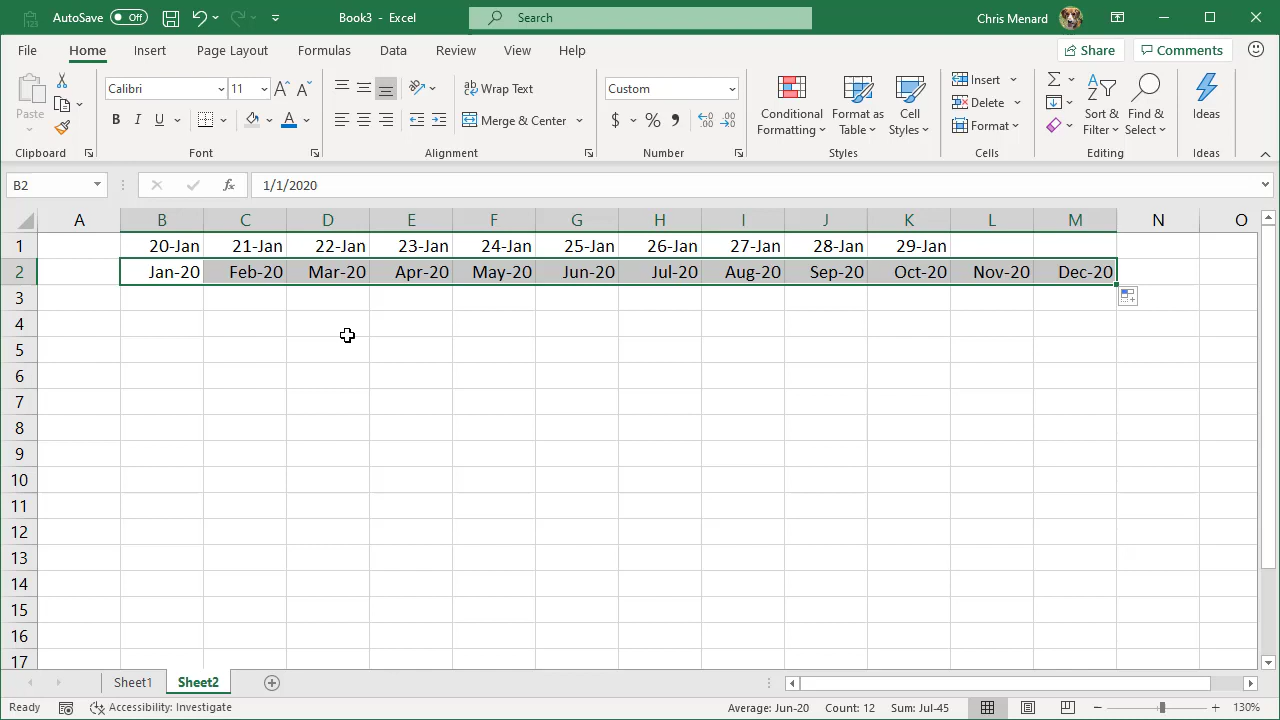 AutoSave Off Book3 - Excel Search Chris Menard
File Home Insert Page Layout Formulas Data Review View Help Share Comments
Paste
Calibri 11
B I U
Wrap Text
Merge & Center
Custom
$ % ,
Conditional Formatting
Format as Table
Cell Styles
Insert
Delete
Format
Sort & Filter
Find & Select
Ideas
Clipboard Font Alignment Number Styles Cells Editing Ideas
B2 fx 1/1/2020
A B C D E F G H I J K L M N O
1 20-Jan 21-Jan 22-Jan 23-Jan 24-Jan 25-Jan 26-Jan 27-Jan 28-Jan 29-Jan
2 Jan-20 Feb-20 Mar-20 Apr-20 May-20 Jun-20 Jul-20 Aug-20 Sep-20 Oct-20 Nov-20 Dec-20
3
4
5
6
7
8
9
10
11
12
13
14
15
16
17
Sheet1 Sheet2
Ready Accessibility: Investigate Average: Jun-20 Count: 12 Sum: Jul-45 130%